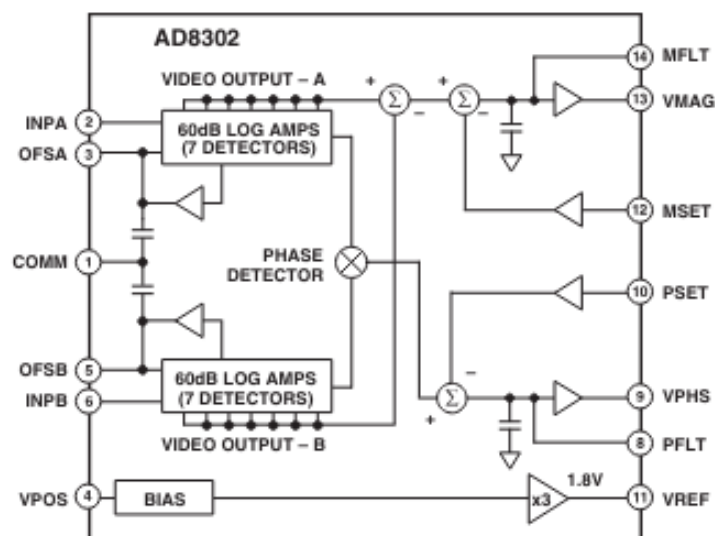 AD8302
VIDEO OUTPUT – A
+
Σ
–
+
Σ
–
14 MFLT
13 VMAG
INPA 2
OFSA 3
60dB LOG AMPS
(7 DETECTORS)
12 MSET
COMM 1
PHASE
DETECTOR
10 PSET
OFSB 5
INPB 6
60dB LOG AMPS
(7 DETECTORS)
–
+
Σ
9 VPHS
8 PFLT
VIDEO OUTPUT – B
VPOS 4
BIAS
x3
1.8V
11 VREF